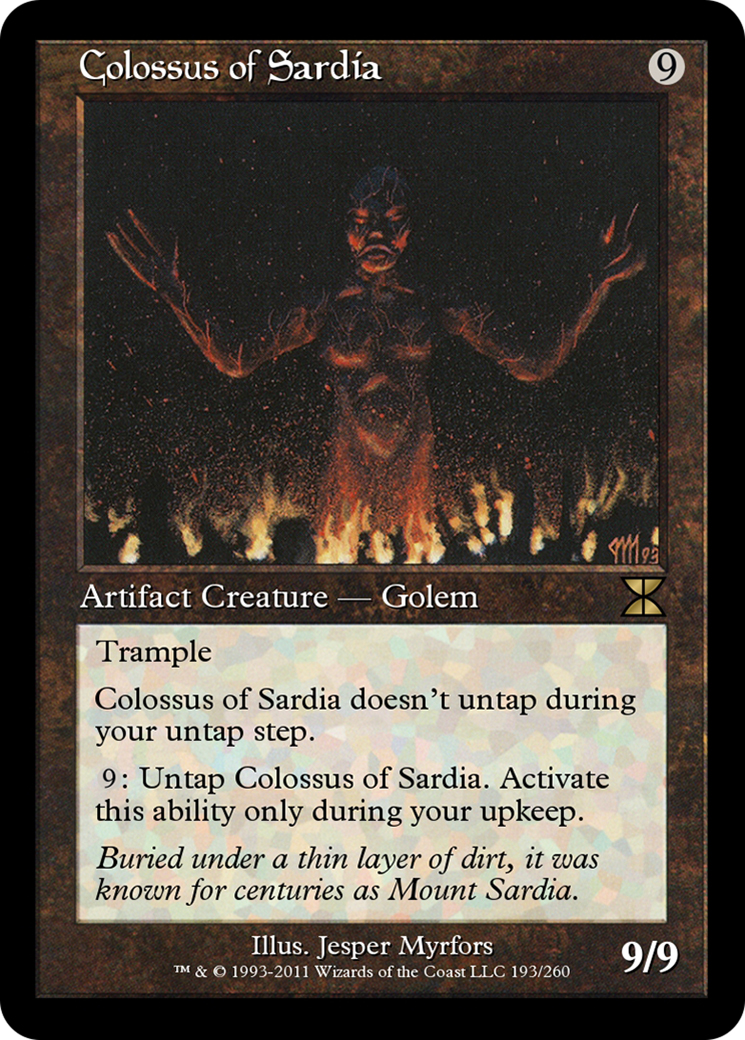 Colossus of Sardia
9
JM 93
Artifact Creature — Golem
Trample
Colossus of Sardia doesn't untap during
your untap step.
9: Untap Colossus of Sardia. Activate
this ability only during your upkeep.
Buried under a thin layer of dirt, it was
known for centuries as Mount Sardia.
Illus. Jesper Myrfors
™ & © 1993-2011 Wizards of the Coast LLC 193/260
9/9